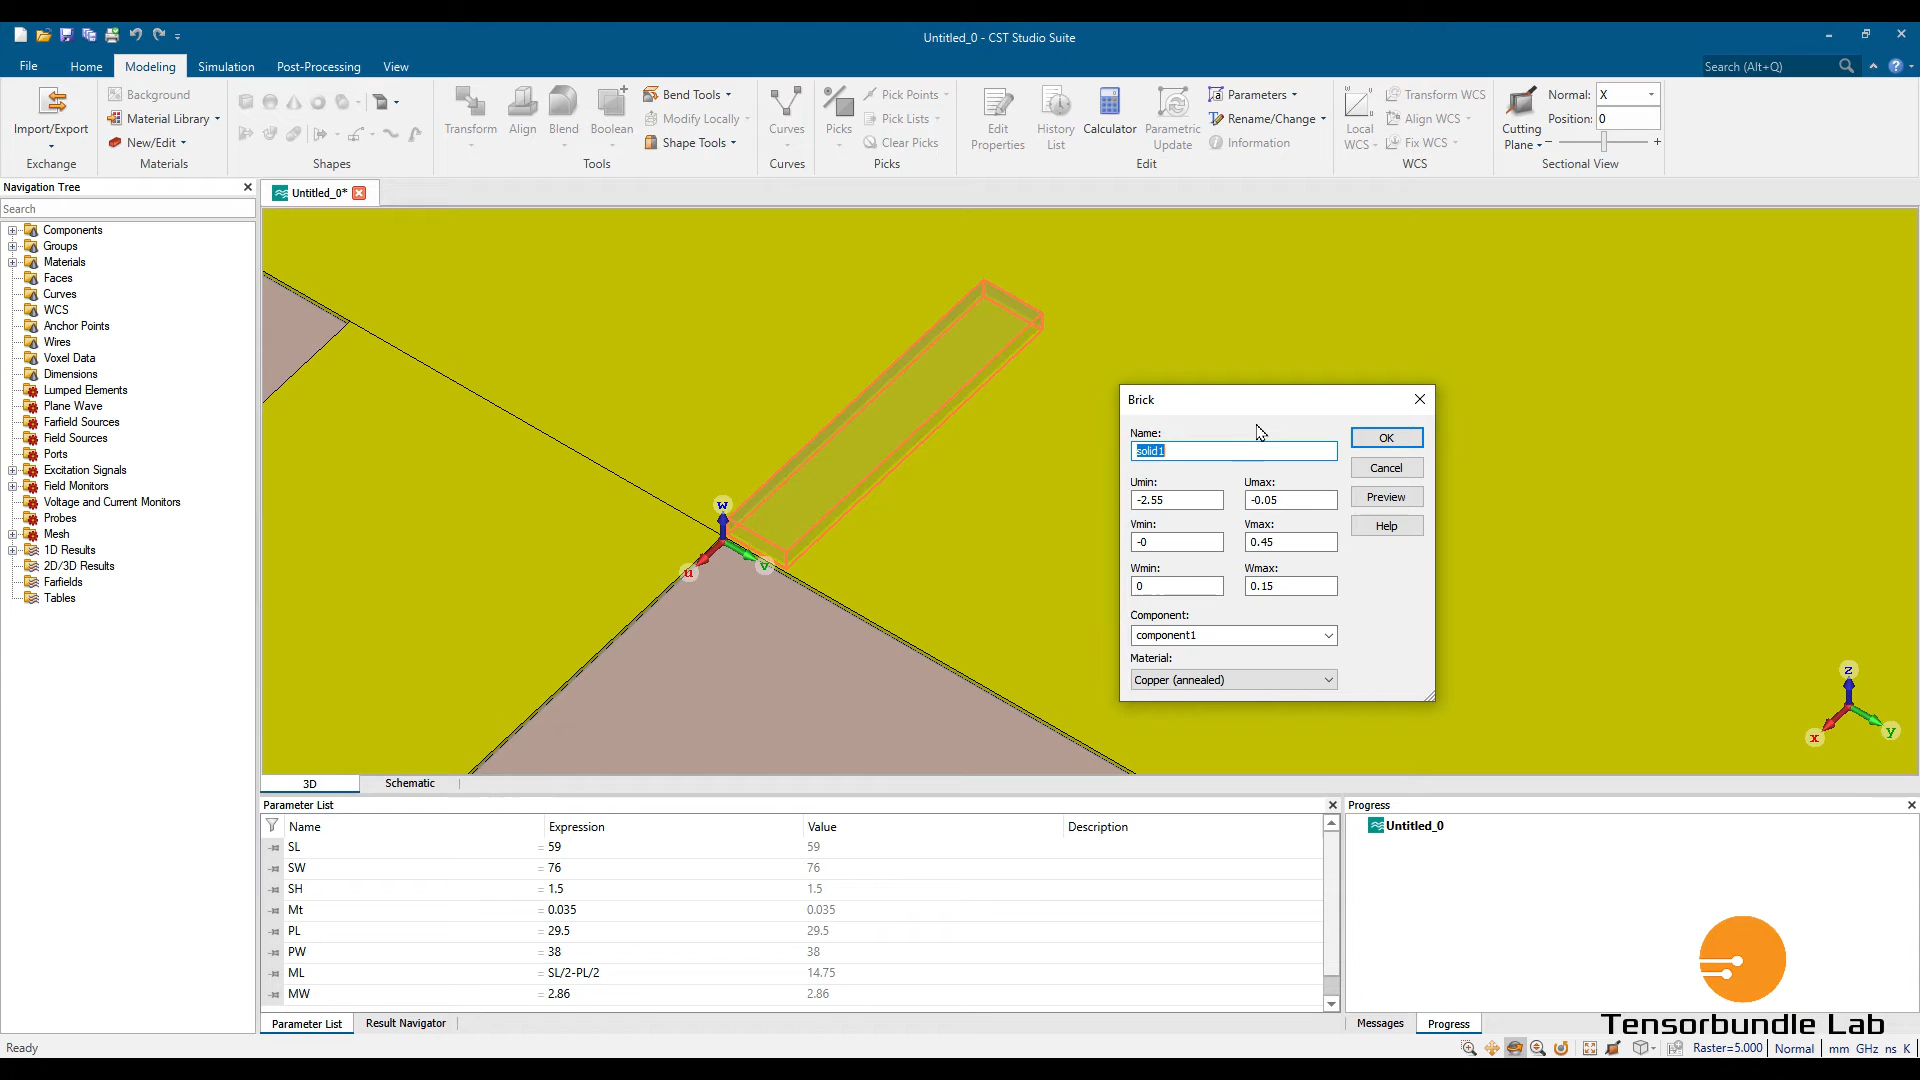 Untitled_0 - CST Studio Suite
File Home Modeling Simulation Post-Processing View Search (Alt+Q)
Import/Export
Exchange
Background
Material Library
New/Edit
Materials
Shapes
Transform Align Blend Boolean
Bend Tools
Modify Locally
Shape Tools
Tools
Curves
Curves
Picks
Pick Points
Pick Lists
Clear Picks
Picks
Edit Properties
History List
Calculator
Parametric Update
Parameters
Rename/Change
Information
Edit
Local WCS
Transform WCS
Align WCS
Fix WCS
WCS
Cutting Plane
Normal: X
Position: 0
Sectional View
Navigation Tree
Search
Components
Groups
Materials
Faces
Curves
WCS
Anchor Points
Wires
Voxel Data
Dimensions
Lumped Elements
Plane Wave
Farfield Sources
Field Sources
Ports
Excitation Signals
Field Monitors
Voltage and Current Monitors
Probes
Mesh
1D Results
2D/3D Results
Farfields
Tables
Untitled_0*
w
u
v
Brick
Name:
solid1
OK
Cancel
Preview
Help
Umin: Umax:
-2.55 -0.05
Vmin: Vmax:
-0 0.45
Wmin: Wmax:
0 0.15
Component:
component1
Material:
Copper (annealed)
z
x
y
3D Schematic
Parameter List
Name Expression Value Description
SL = 59 59
SW = 76 76
SH = 1.5 1.5
Mt = 0.035 0.035
PL = 29.5 29.5
PW = 38 38
ML = SL/2-PL/2 14.75
MW = 2.86 2.86
Parameter List Result Navigator
Progress
Untitled_0
Messages Progress
Tensorbundle Lab
Ready
Raster=5.000 Normal mm GHz ns K